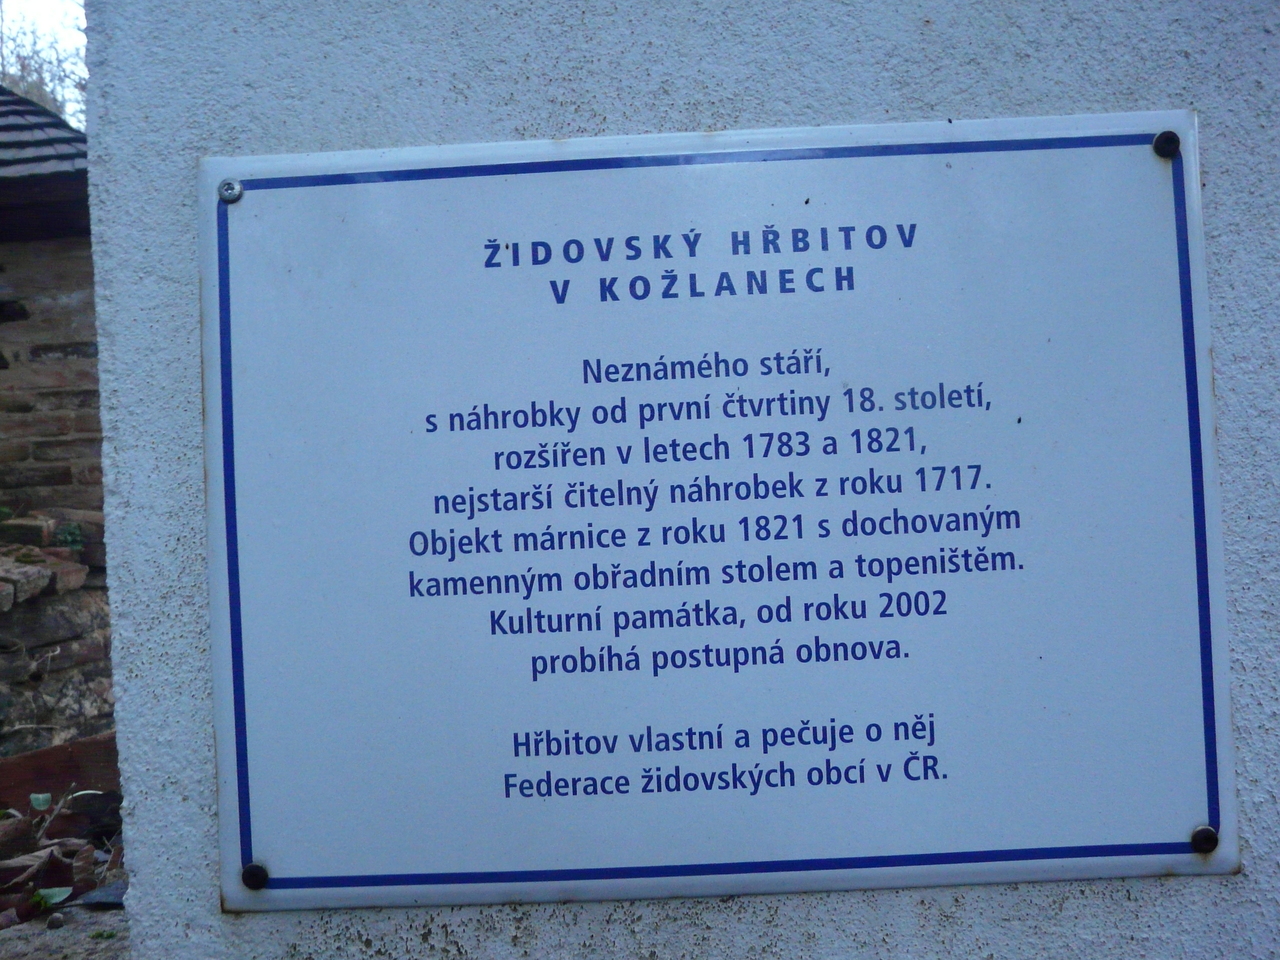 ŽIDOVSKÝ HŘBITOV
V KOŽLANECH
Neznámého stáří,
s náhrobky od první čtvrtiny 18. století,
rozšířen v letech 1783 a 1821,
nejstarší čitelný náhrobek z roku 1717.
Objekt márnice z roku 1821 s dochovaným
kamenným obřadním stolem a topeništěm.
Kulturní památka, od roku 2002
probíhá postupná obnova.
Hřbitov vlastní a pečuje o něj
Federace židovských obcí v ČR.